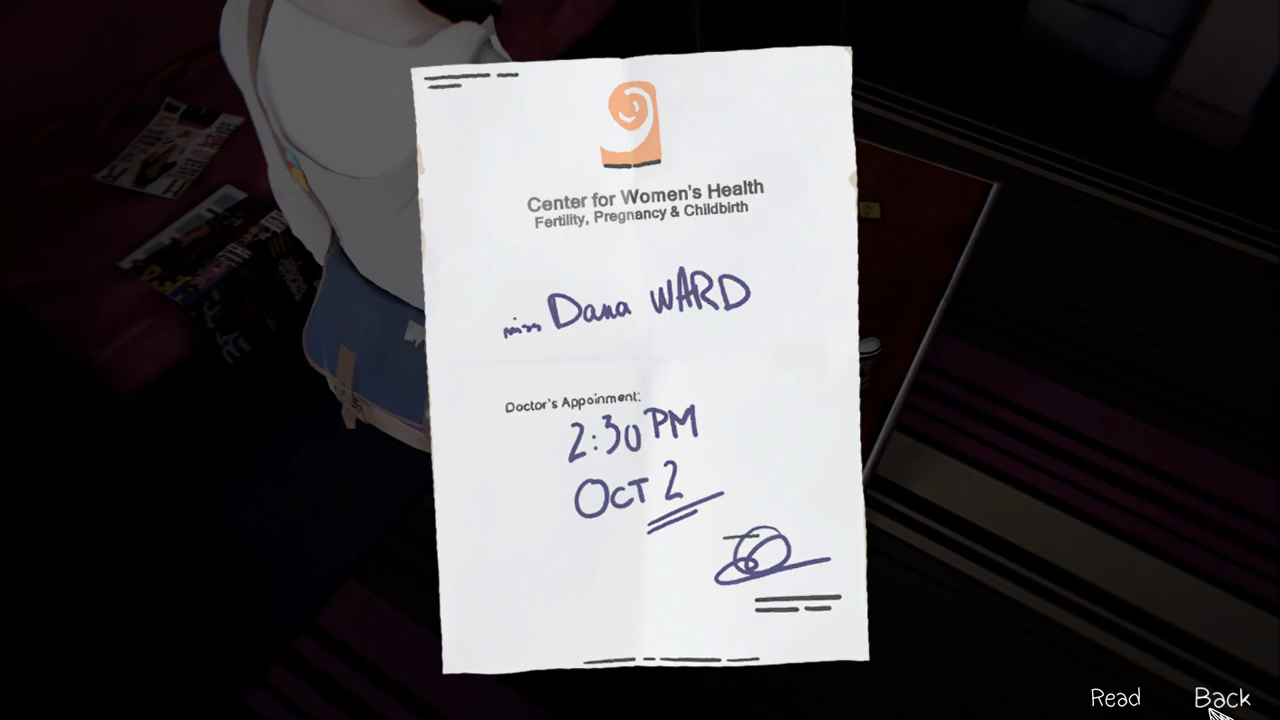 Center for Women's Health
Fertility, Pregnancy & Childbirth
miss Dana WARD
Doctor's Appoinment:
2:30 PM
OCT 2
Read
Back